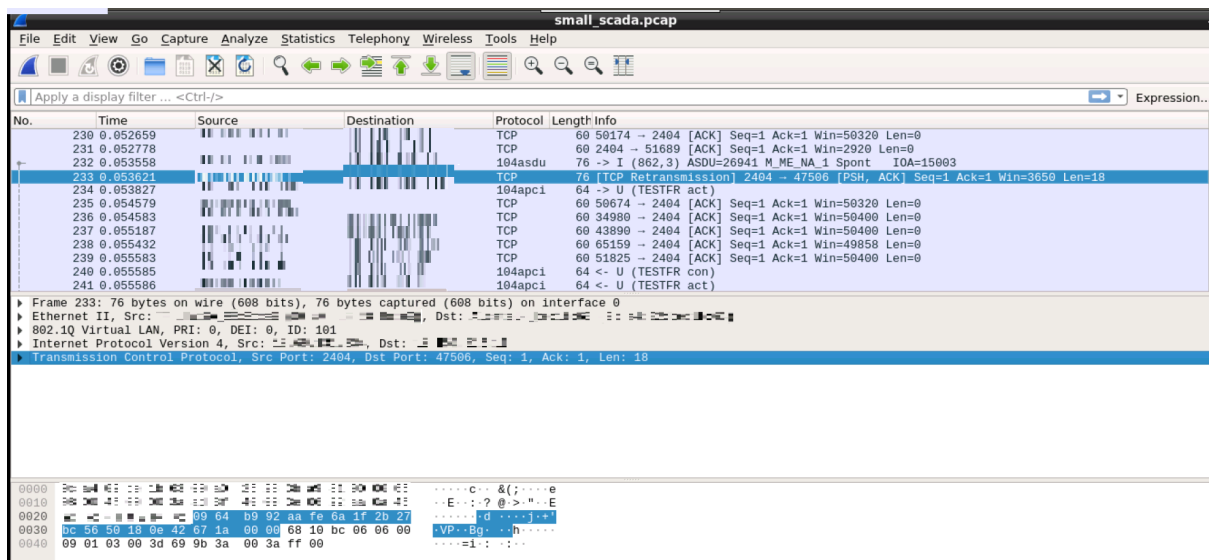 small_scada.pcap
File Edit View Go Capture Analyze Statistics Telephony Wireless Tools Help
Apply a display filter ... <Ctrl-/> Expression...
No. Time Source Destination Protocol Length Info
230 0.052659 TCP 60 50174 → 2404 [ACK] Seq=1 Ack=1 Win=50320 Len=0
231 0.052778 TCP 60 2404 → 51689 [ACK] Seq=1 Ack=1 Win=2920 Len=0
232 0.053558 104asdu 76 -> I (862,3) ASDU=26941 M_ME_NA_1 Spont IOA=15003
233 0.053621 TCP 76 [TCP Retransmission] 2404 → 47506 [PSH, ACK] Seq=1 Ack=1 Win=3650 Len=18
234 0.053827 104apci 64 -> U (TESTFR act)
235 0.054579 TCP 60 50674 → 2404 [ACK] Seq=1 Ack=1 Win=50320 Len=0
236 0.054583 TCP 60 34980 → 2404 [ACK] Seq=1 Ack=1 Win=50400 Len=0
237 0.055187 TCP 60 43890 → 2404 [ACK] Seq=1 Ack=1 Win=50400 Len=0
238 0.055432 TCP 60 65159 → 2404 [ACK] Seq=1 Ack=1 Win=49858 Len=0
239 0.055583 TCP 60 51825 → 2404 [ACK] Seq=1 Ack=1 Win=50400 Len=0
240 0.055585 104apci 64 <- U (TESTFR con)
241 0.055586 104apci 64 <- U (TESTFR act)
Frame 233: 76 bytes on wire (608 bits), 76 bytes captured (608 bits) on interface 0
Ethernet II, Src: , Dst:
802.1Q Virtual LAN, PRI: 0, DEI: 0, ID: 101
Internet Protocol Version 4, Src: , Dst:
Transmission Control Protocol, Src Port: 2404, Dst Port: 47506, Seq: 1, Ack: 1, Len: 18
0000 ·····c·· &(;····e
0010 ··E··:·? @·>·"··E
0020 09 64 b9 92 aa fe 6a 1f 2b 27 ·······d ····j·+'
0030 bc 56 50 18 0e 42 67 1a 00 00 68 10 bc 06 06 00 ·VP··Bg· ··h·····
0040 09 01 03 00 3d 69 9b 3a 00 3a ff 00 ····=i·: ·:··